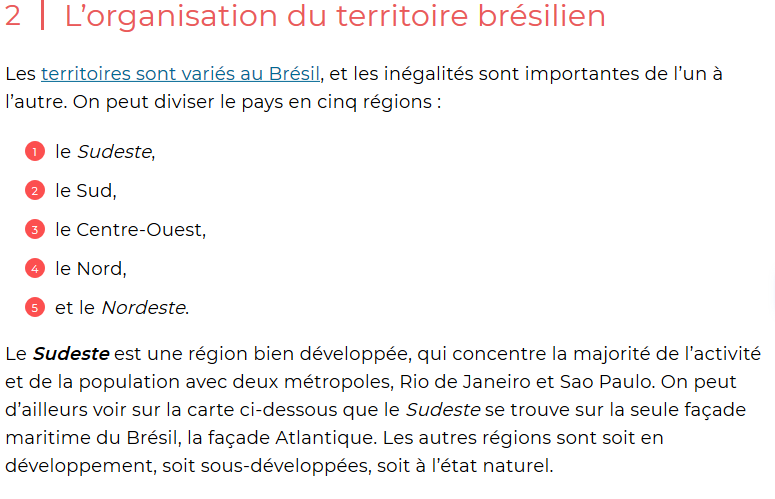 2 | L’organisation du territoire brésilien
Les territoires sont variés au Brésil, et les inégalités sont importantes de l’un à
l’autre. On peut diviser le pays en cinq régions :
1 le Sudeste,
2 le Sud,
3 le Centre-Ouest,
4 le Nord,
5 et le Nordeste.
Le Sudeste est une région bien développée, qui concentre la majorité de l’activité
et de la population avec deux métropoles, Rio de Janeiro et Sao Paulo. On peut
d’ailleurs voir sur la carte ci-dessous que le Sudeste se trouve sur la seule façade
maritime du Brésil, la façade Atlantique. Les autres régions sont soit en
développement, soit sous-développées, soit à l’état naturel.